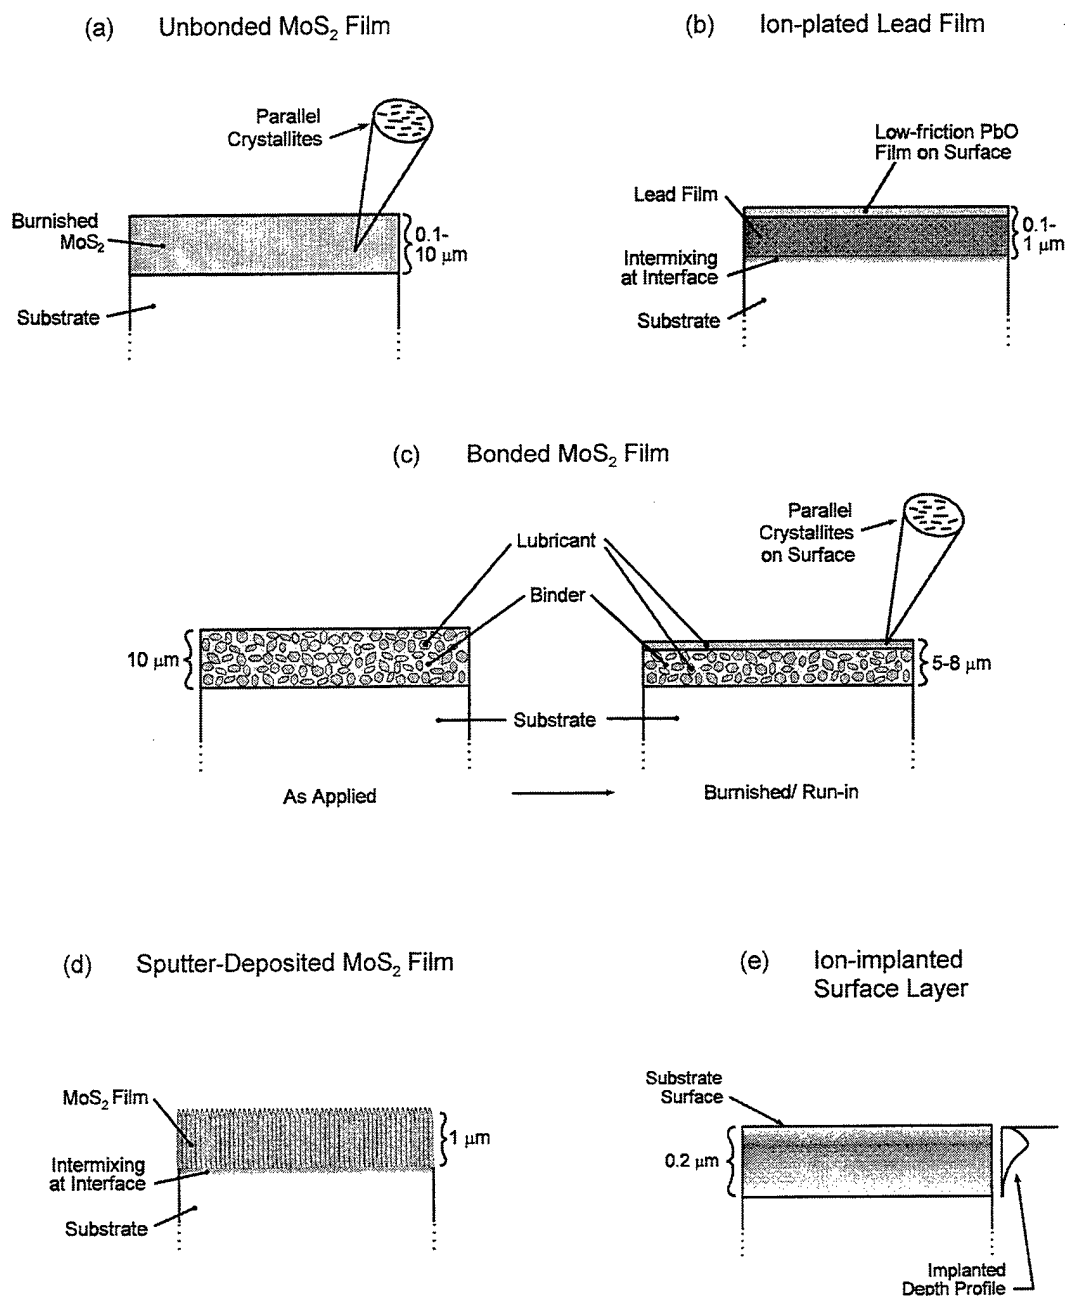 (a) Unbonded MoS₂ Film
Parallel
Crystallites
Burnished
MoS₂
0.1-
10 μm
Substrate
(b) Ion-plated Lead Film
Low-friction PbO
Film on Surface
Lead Film
0.1-
1 μm
Intermixing
at Interface
Substrate
(c) Bonded MoS₂ Film
Parallel
Crystallites
on Surface
Lubricant
Binder
10 μm
5-8 μm
Substrate
As Applied
Burnished/ Run-in
(d) Sputter-Deposited MoS₂ Film
MoS₂ Film
1 μm
Intermixing
at Interface
Substrate
(e) Ion-implanted
Surface Layer
Substrate
Surface
0.2 μm
Implanted
Depth Profile